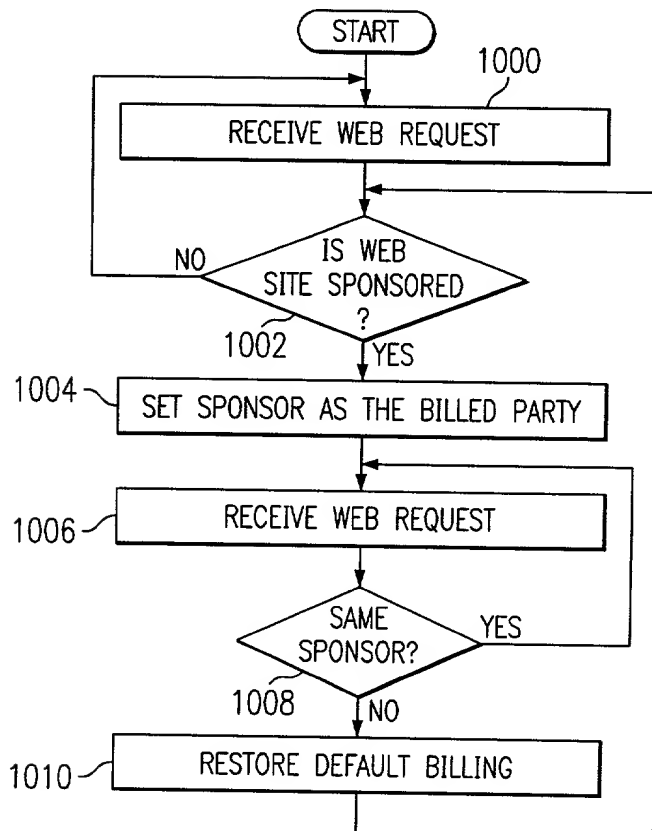 START
1000
RECEIVE WEB REQUEST
NO
IS WEB
SITE SPONSORED
?
1002
YES
1004
SET SPONSOR AS THE BILLED PARTY
1006
RECEIVE WEB REQUEST
SAME
SPONSOR?
YES
1008
NO
1010
RESTORE DEFAULT BILLING